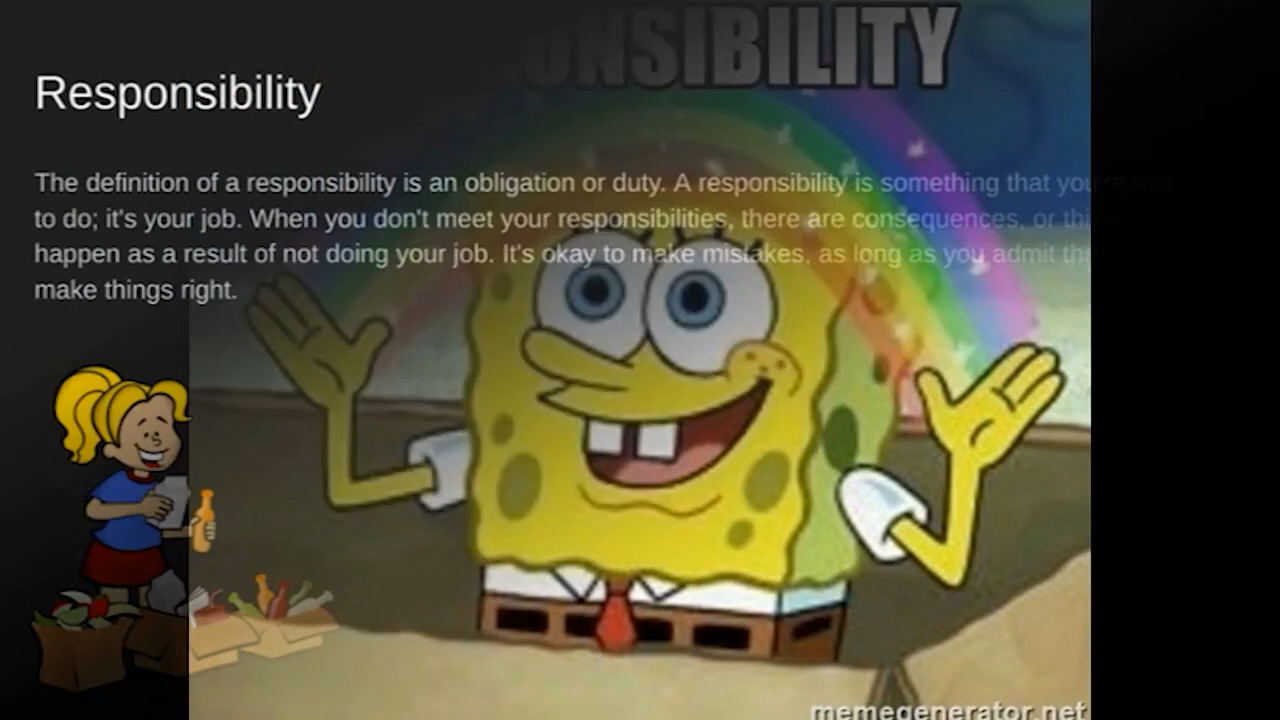 ONSIBILITY
Responsibility
The definition of a responsibility is an obligation or duty. A responsibility is something that you're
to do; it's your job. When you don't meet your responsibilities, there are consequences, or
happen as a result of not doing your job. It's okay to make mistakes, as long as you admit
make things right.
memegenerator.net